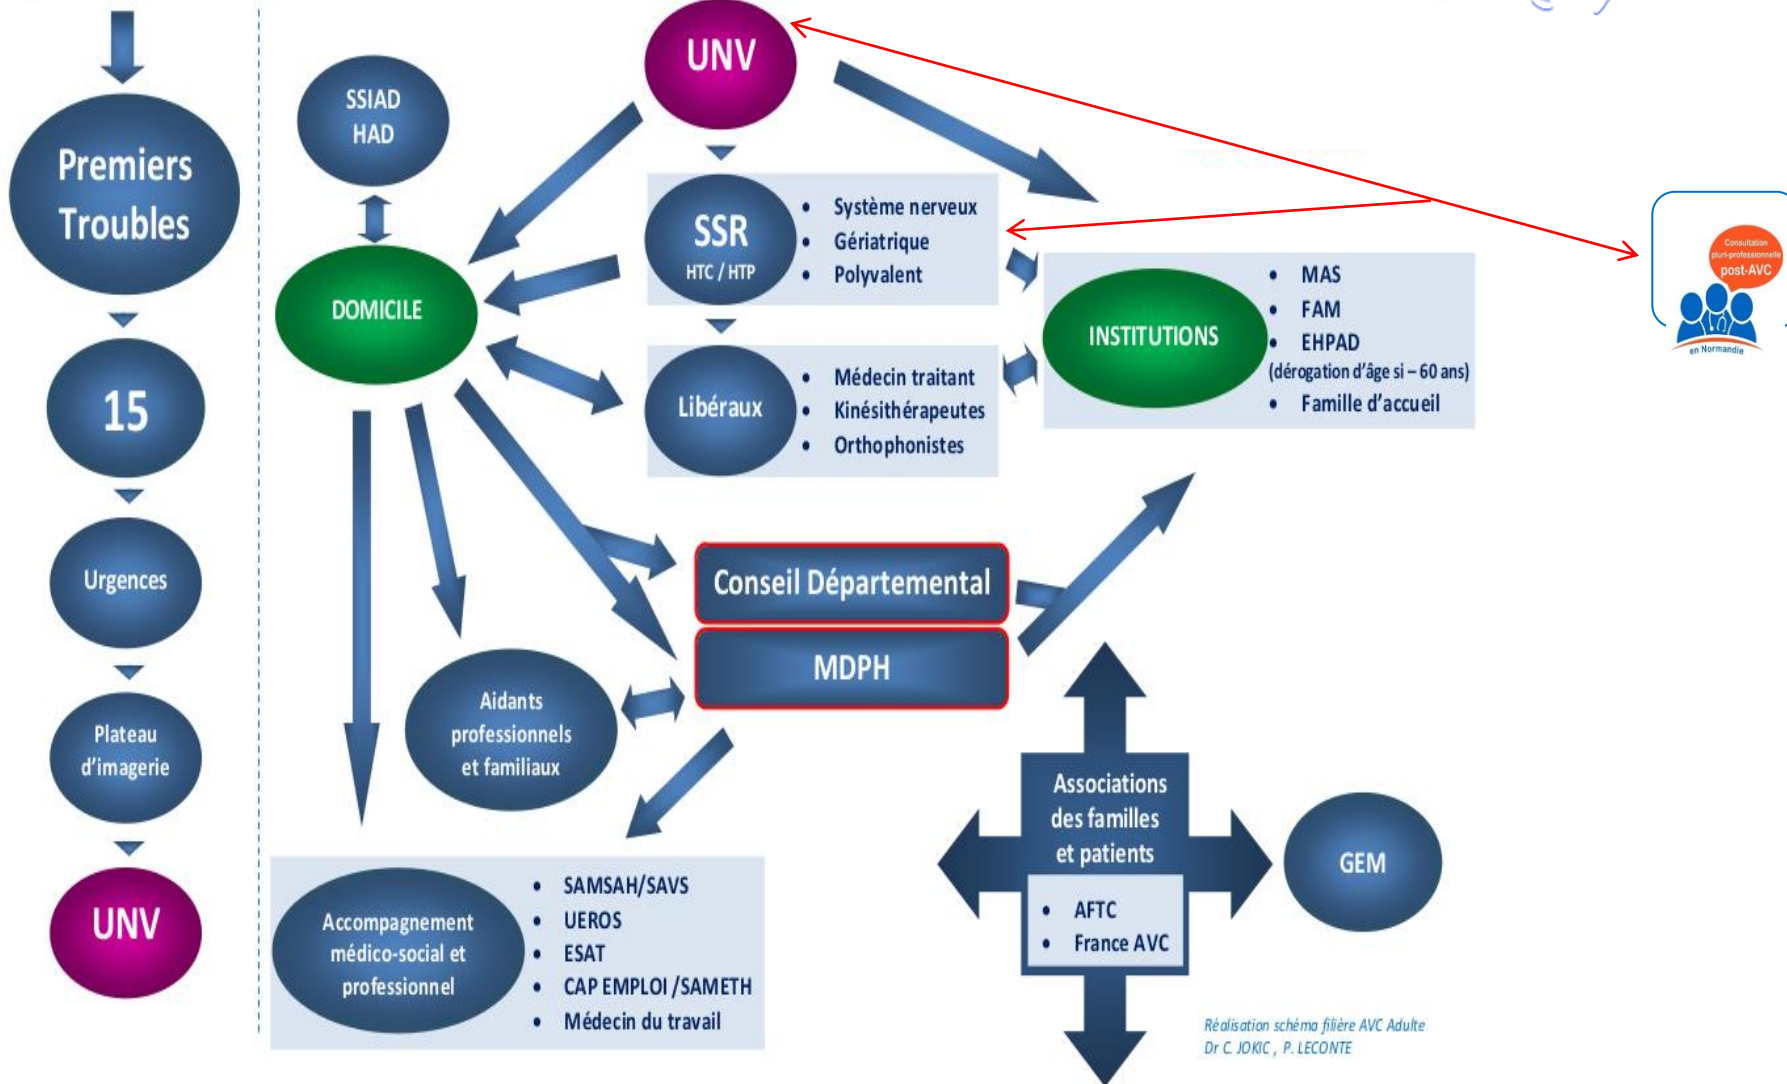 Premiers
Troubles
15
Urgences
Plateau
d’imagerie
UNV
UNV
SSIAD
HAD
DOMICILE
SSR
HTC / HTP
• Système nerveux
• Gériatrique
• Polyvalent
Libéraux
• Médecin traitant
• Kinésithérapeutes
• Orthophonistes
INSTITUTIONS
• MAS
• FAM
• EHPAD
(dérogation d’âge si – 60 ans)
• Famille d’accueil
Consultation
pluri-professionnelle
post-AVC
en Normandie
Conseil Départemental
MDPH
Aidants
professionnels
et familiaux
Accompagnement
médico-social et
professionnel
• SAMSAH/SAVS
• UEROS
• ESAT
• CAP EMPLOI /SAMETH
• Médecin du travail
Associations
des familles
et patients
• AFTC
• France AVC
GEM
Réalisation schéma filière AVC Adulte
Dr C. JOKIC , P. LECONTE